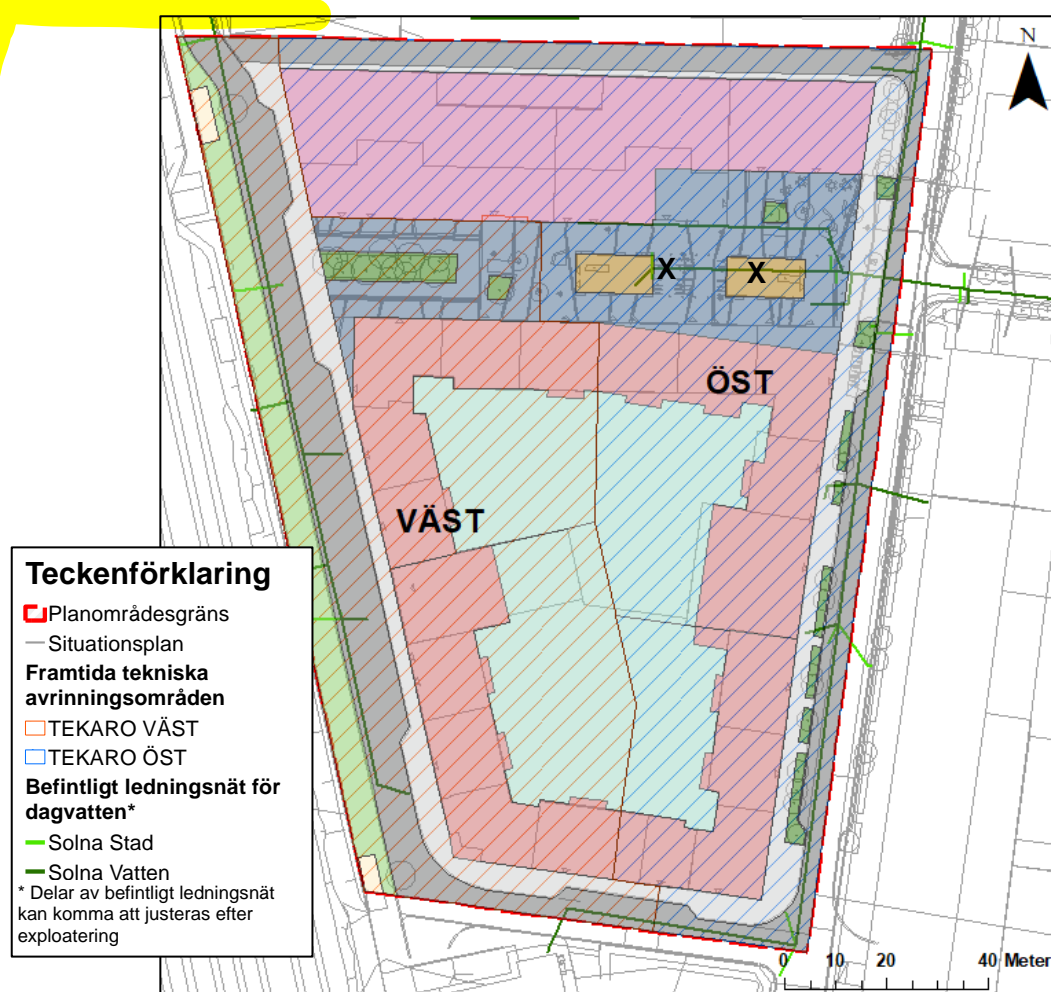 N
X
X
ÖST
VÄST
Teckenförklaring
Planområdesgräns
Situationsplan
Framtida tekniska
avrinningsområden
TEKARO VÄST
TEKARO ÖST
Befintligt ledningsnät för
dagvatten*
Solna Stad
Solna Vatten
* Delar av befintligt ledningsnät
kan komma att justeras efter
exploatering
0 10 20 40 Meter